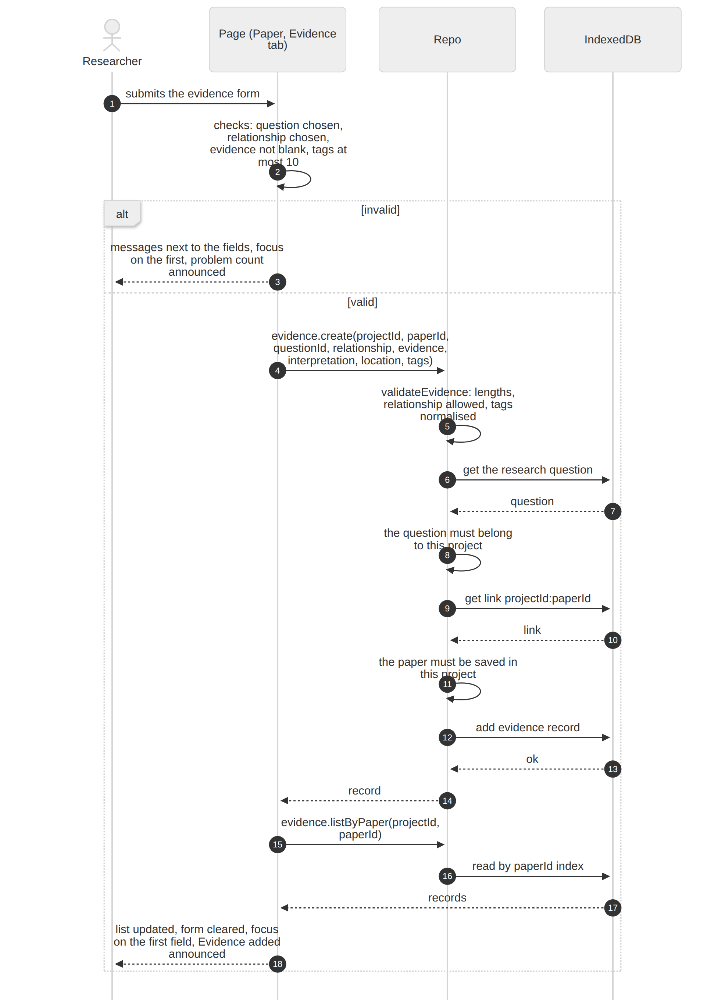 Researcher
Page (Paper, Evidence
tab)
Repo
IndexedDB
submits the evidence form
1
checks: question chosen,
relationship chosen,
evidence not blank, tags at
most 10
2
alt
[invalid]
messages next to the fields, focus
on the first, problem count
announced
3
[valid]
evidence.create(projectId, paperId,
questionId, relationship, evidence,
interpretation, location, tags)
4
validateEvidence: lengths,
relationship allowed, tags
normalised
5
get the research question
6
question
7
the question must belong
to this project
8
get link projectId:paperId
9
link
10
the paper must be saved in
this project
11
add evidence record
12
ok
13
record
14
evidence.listByPaper(projectId,
paperId)
15
read by paperId index
16
records
17
list updated, form cleared, focus
on the first field, Evidence added
announced
18